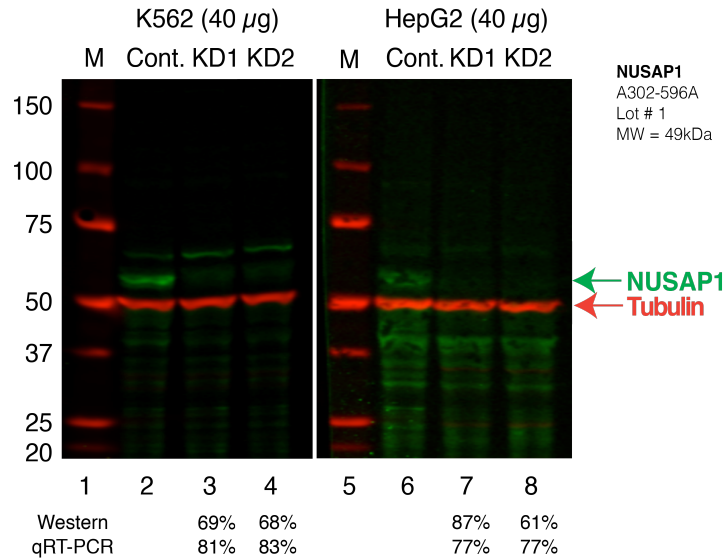 K562 (40 µg) HepG2 (40 µg)
M Cont. KD1 KD2 M Cont. KD1 KD2
NUSAP1
A302-596A
Lot # 1
MW = 49kDa
150
100
75
50
37
25
20
NUSAP1
Tubulin
1 2 3 4 5 6 7 8
Western 69% 68% 87% 61%
qRT-PCR 81% 83% 77% 77%